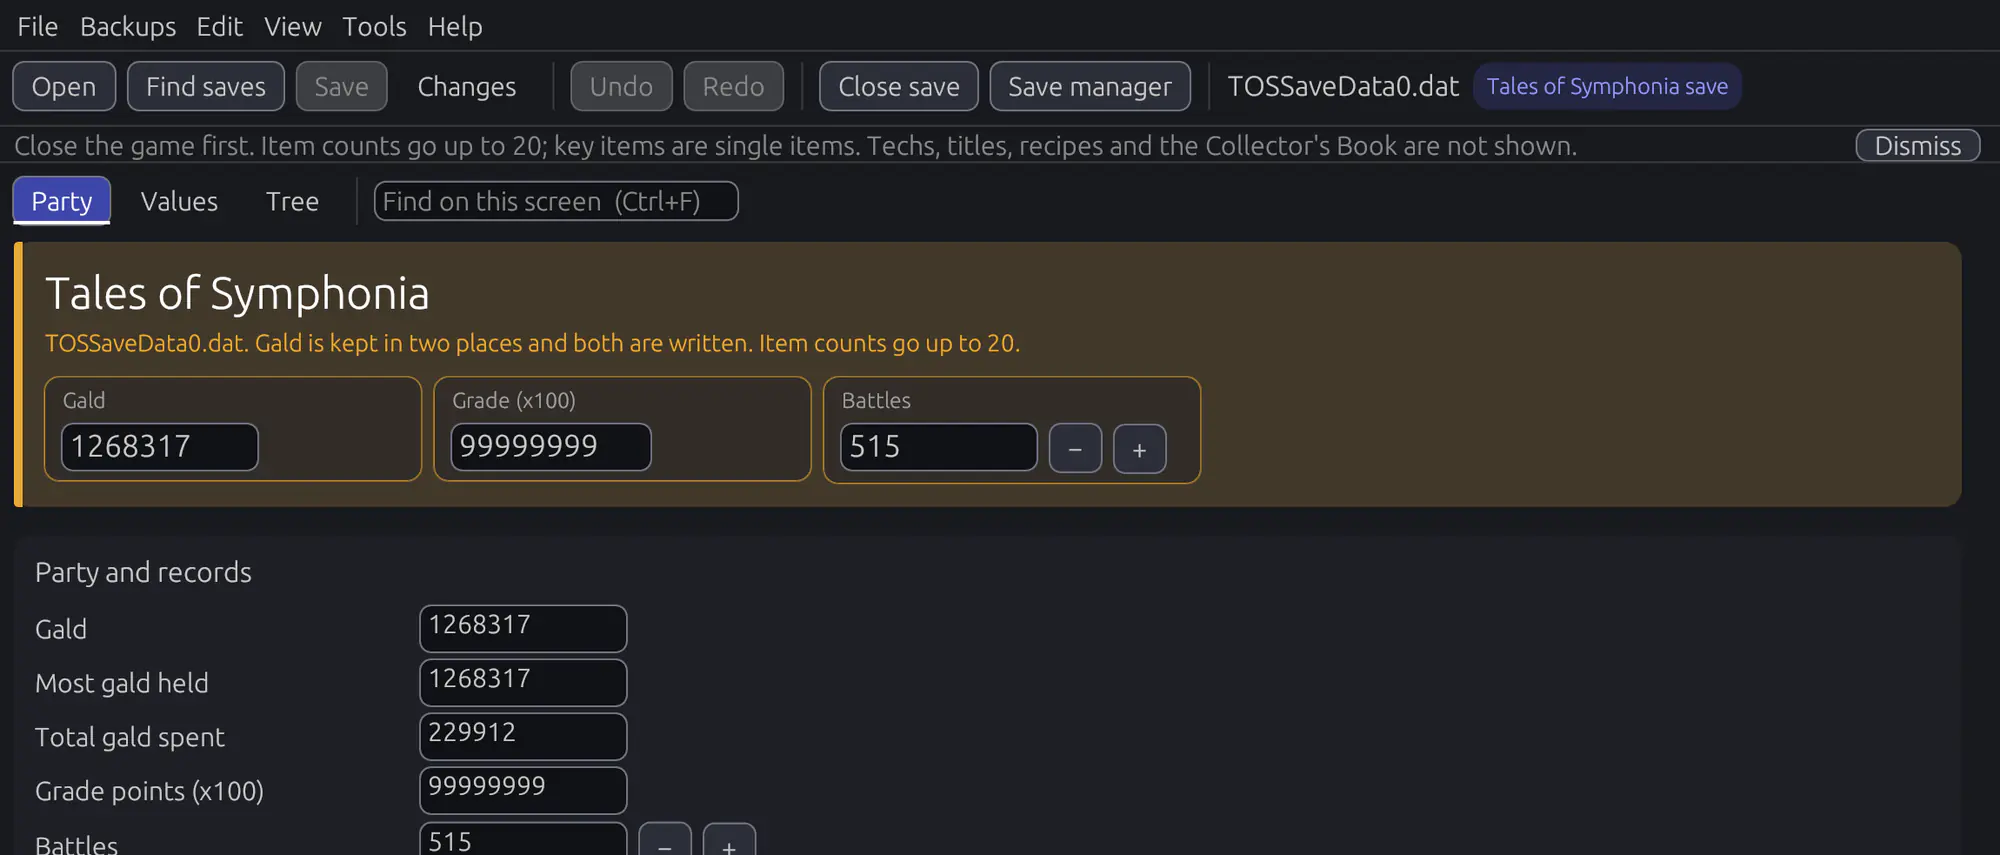 File Backups Edit View Tools Help
Open Find saves Save Changes Undo Redo Close save Save manager TOSSaveData0.dat Tales of Symphonia save
Close the game first. Item counts go up to 20; key items are single items. Techs, titles, recipes and the Collector's Book are not shown. Dismiss
Party Values Tree Find on this screen (Ctrl+F)
Tales of Symphonia
TOSSaveData0.dat. Gald is kept in two places and both are written. Item counts go up to 20.
Gald Grade (x100) Battles
1268317 99999999 515 − +
Party and records
Gald 1268317
Most gald held 1268317
Total gald spent 229912
Grade points (x100) 99999999
Battles 515 − +